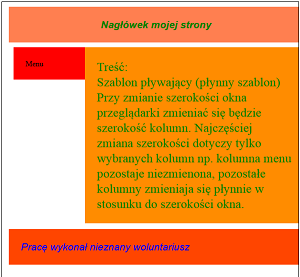 Nagłówek mojej strony
Menu
Treść:
Szablon pływający (płynny szablon)
Przy zmianie szerokości okna
przeglądarki zmieniać się będzie
szerokość kolumn. Najczęściej
zmiana szerokości dotyczy tylko
wybranych kolumn np. kolumna menu
pozostaje niezmienona, pozostałe
kolumny zmieniaja się płynnie w
stosunku do szerokości okna.
Pracę wykonał nieznany woluntariusz